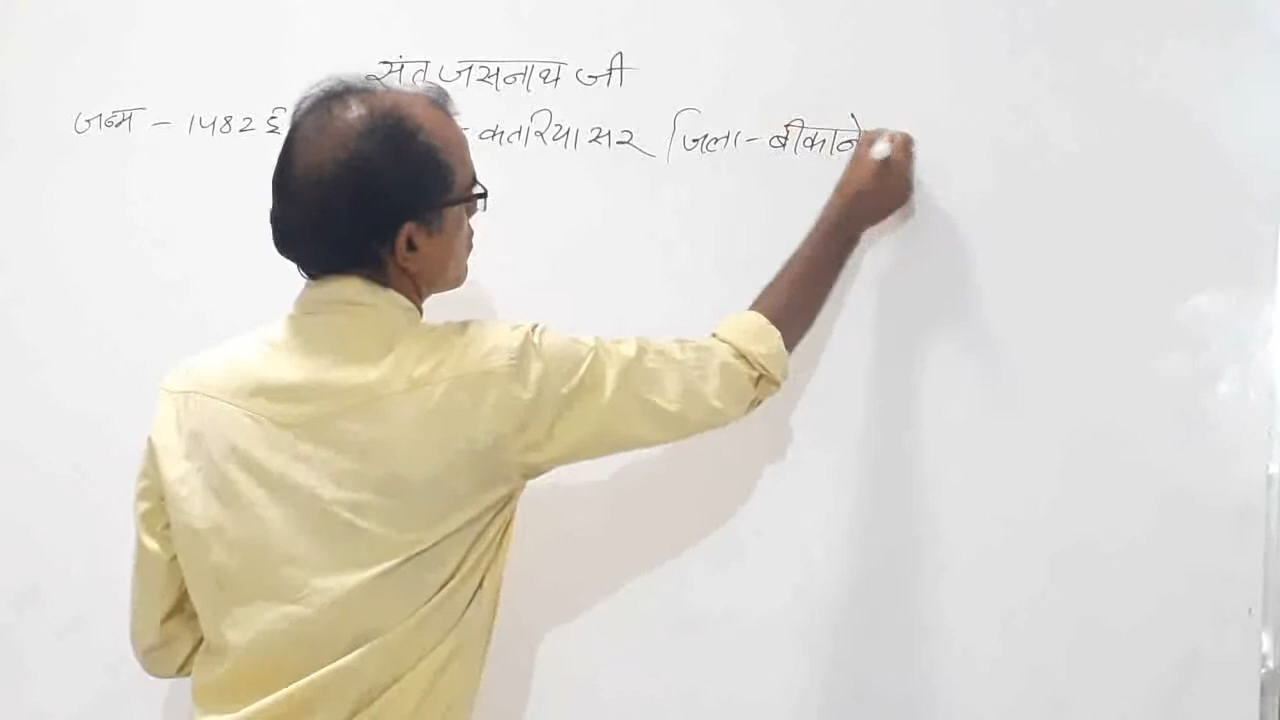 संत जसनाथ जी
जन्म - 1482 ई - कतरियासर जिला - बीकाने